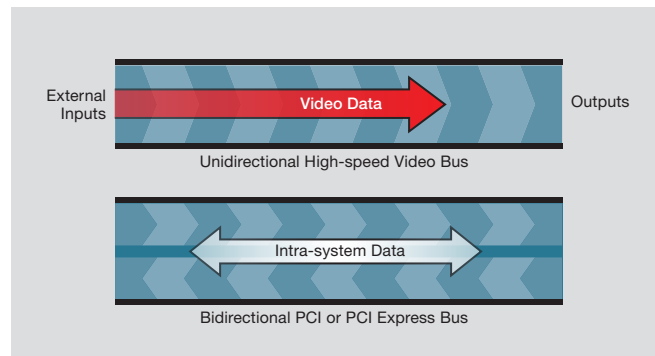 External
Inputs
Video Data
Outputs
Unidirectional High-speed Video Bus
Intra-system Data
Bidirectional PCI or PCI Express Bus